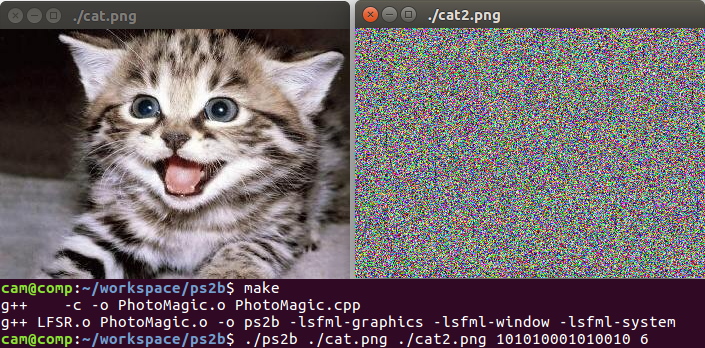 ./cat.png
./cat2.png
cam@comp:~/workspace/ps2b$ make
g++    -c -o PhotoMagic.o PhotoMagic.cpp
g++ LFSR.o PhotoMagic.o -o ps2b -lsfml-graphics -lsfml-window -lsfml-system
cam@comp:~/workspace/ps2b$ ./ps2b ./cat.png ./cat2.png 101010001010010 6